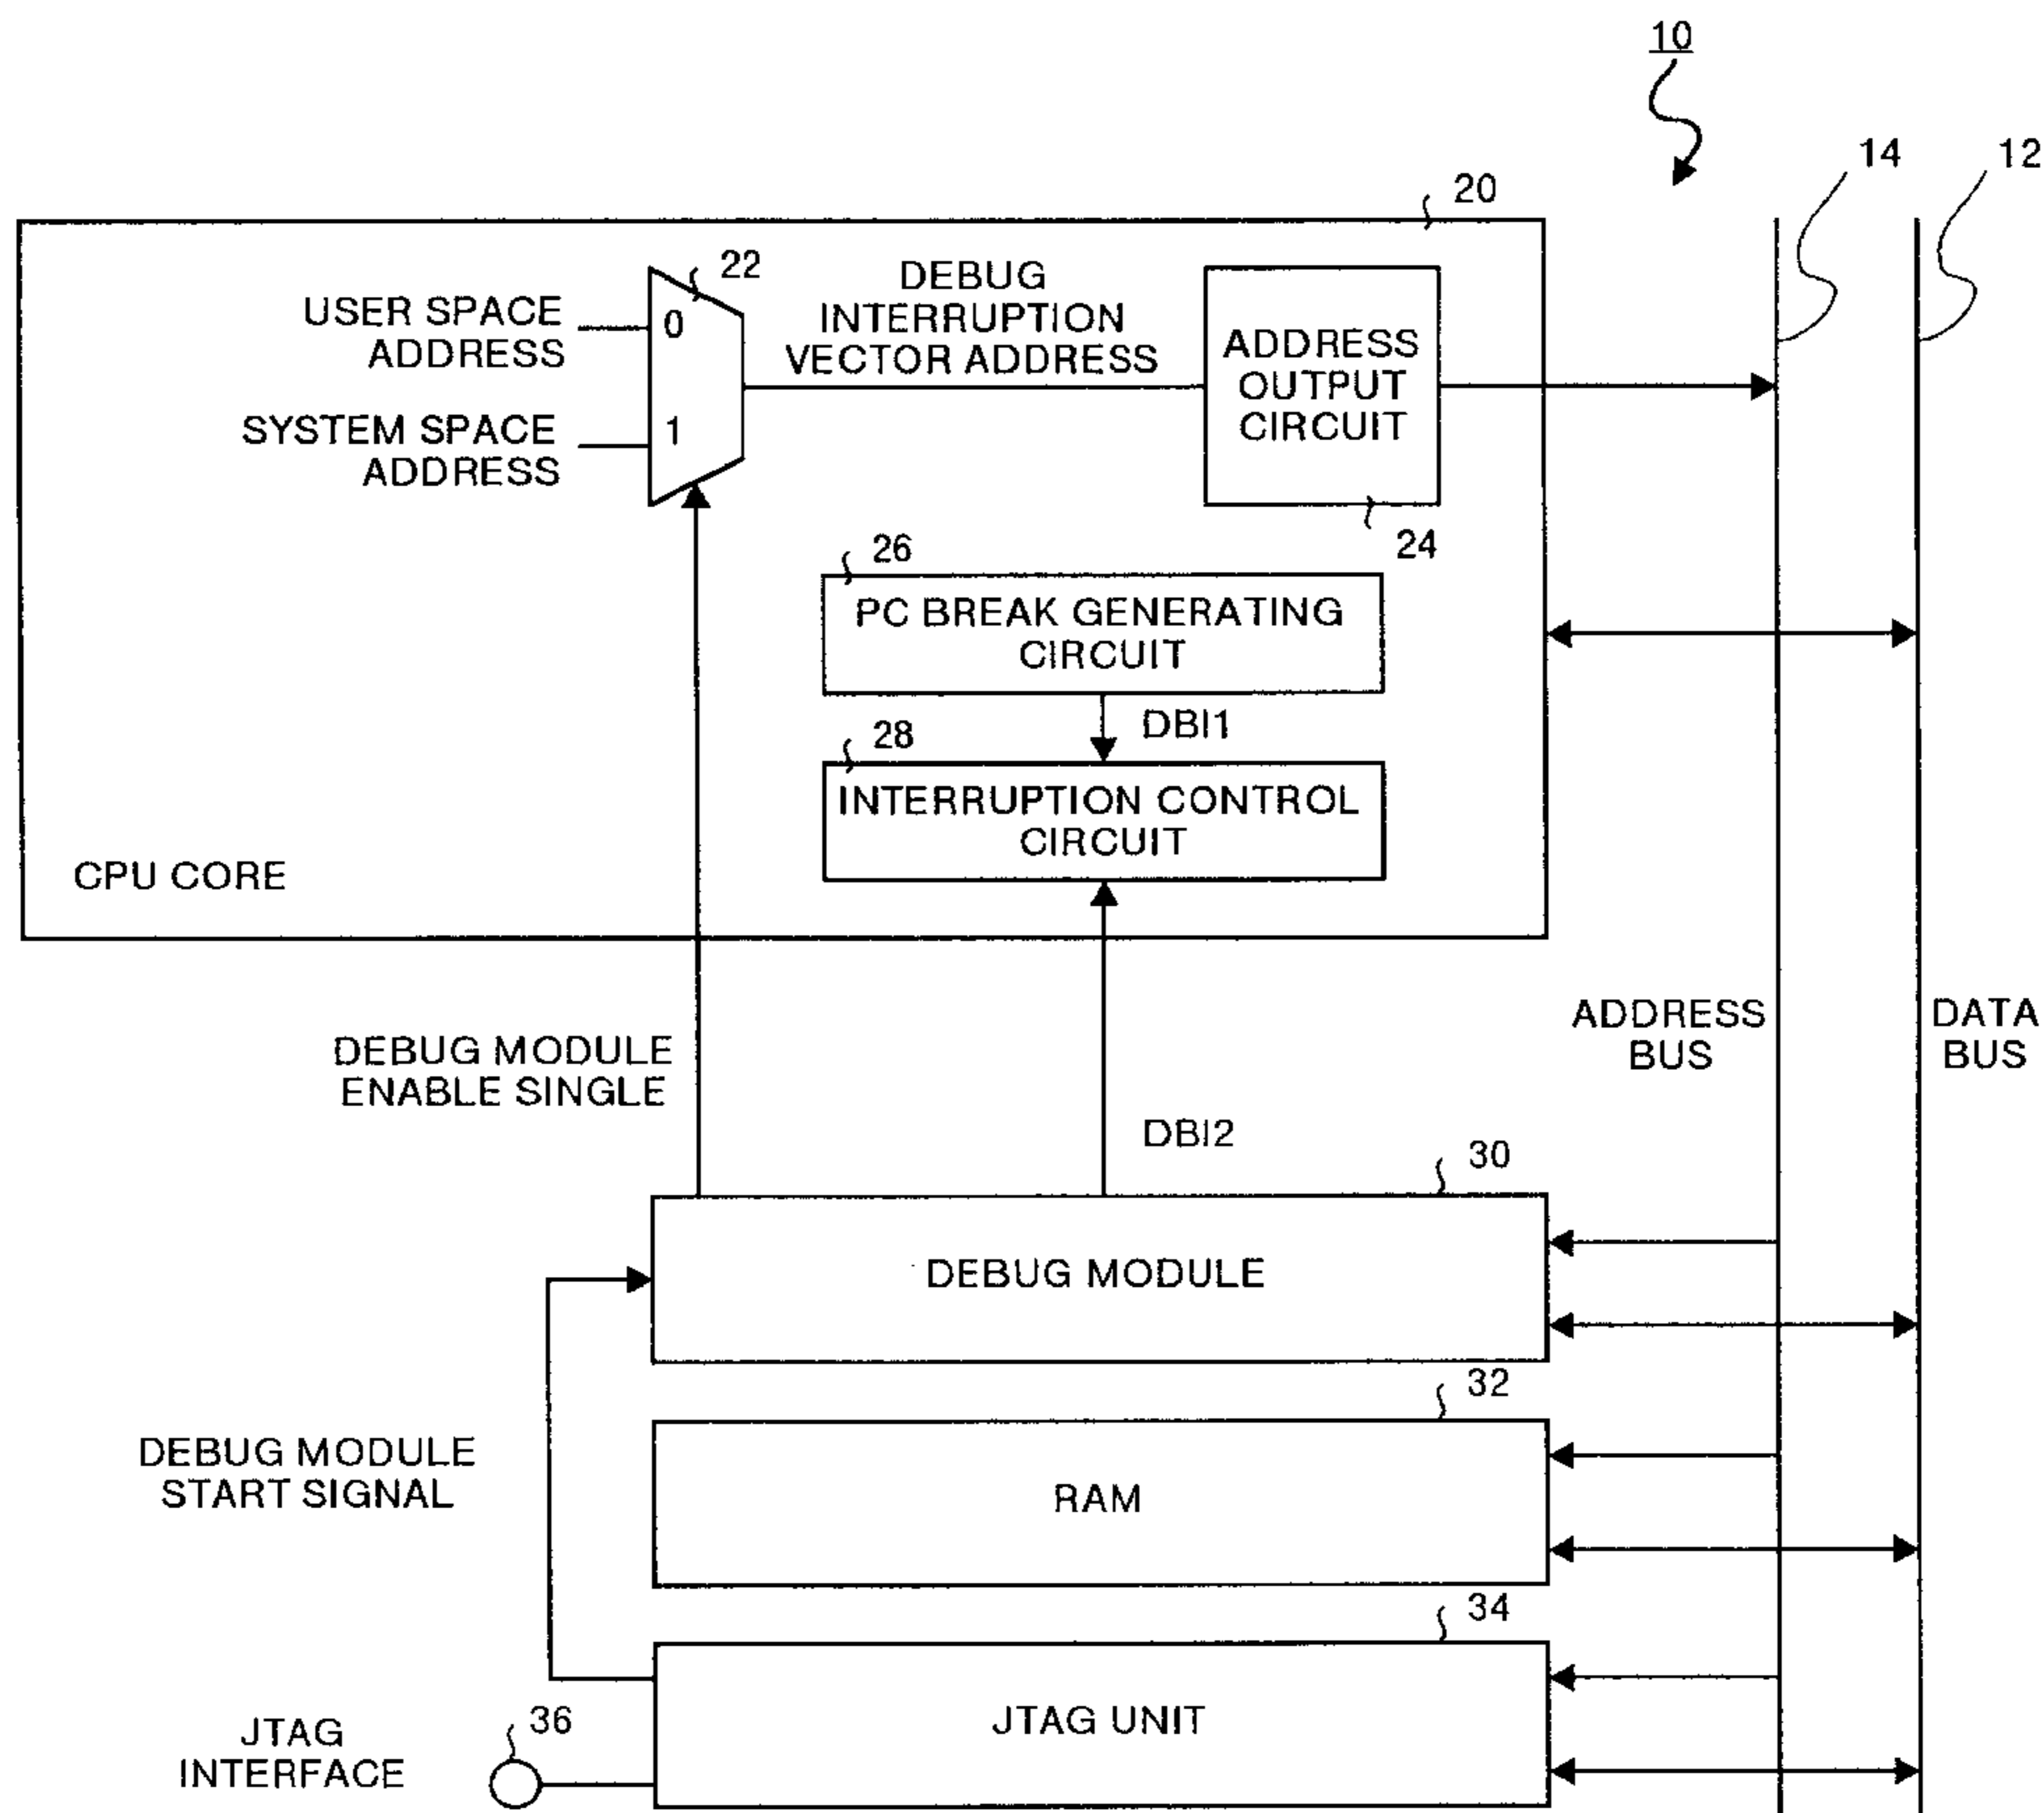 10
14
12
20
22
DEBUG
INTERRUPTION
VECTOR ADDRESS
USER SPACE
ADDRESS
0
ADDRESS
OUTPUT
CIRCUIT
SYSTEM SPACE
ADDRESS
1
24
26
PC BREAK GENERATING
CIRCUIT
DBI1
28
INTERRUPTION CONTROL
CIRCUIT
CPU CORE
ADDRESS
BUS
DATA
BUS
DEBUG MODULE
ENABLE SINGLE
DBI2
30
DEBUG MODULE
32
DEBUG MODULE
START SIGNAL
RAM
34
JTAG UNIT
36
JTAG
INTERFACE